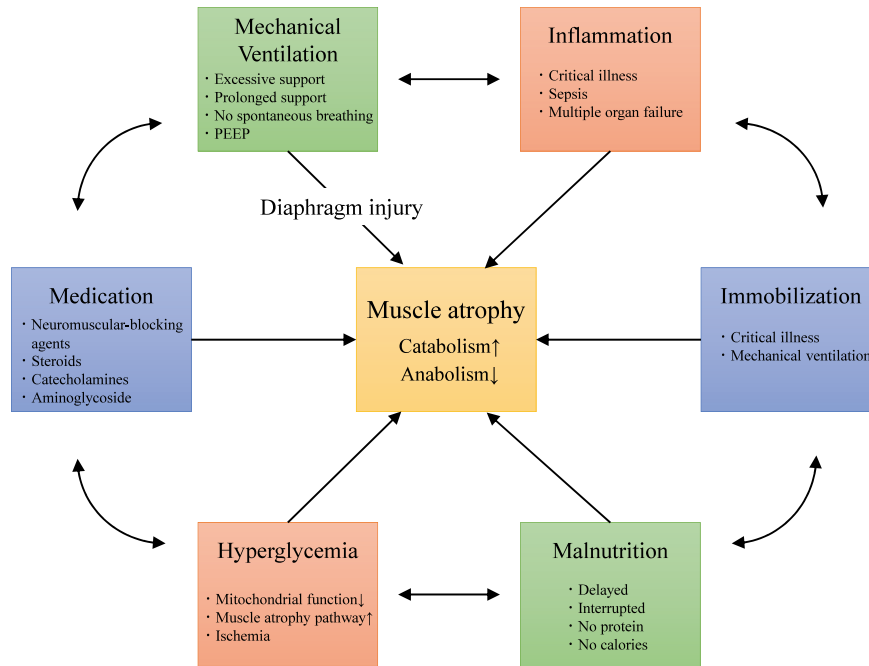 Mechanical
Ventilation
・Excessive support
・Prolonged support
・No spontaneous breathing
・PEEP
Inflammation
・Critical illness
・Sepsis
・Multiple organ failure
Diaphragm injury
Medication
・Neuromuscular-blocking
agents
・Steroids
・Catecholamines
・Aminoglycoside
Muscle atrophy
Catabolism↑
Anabolism↓
Immobilization
・Critical illness
・Mechanical ventilation
Hyperglycemia
・Mitochondrial function↓
・Muscle atrophy pathway↑
・Ischemia
Malnutrition
・Delayed
・Interrupted
・No protein
・No calories